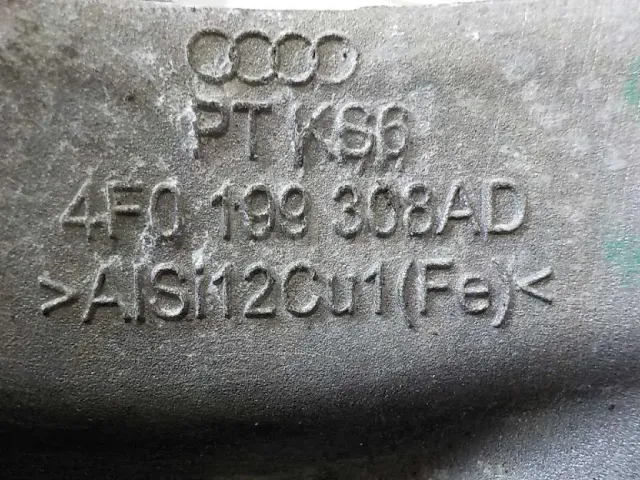 PT KS6
4F0 199 308AD
>AlSi12Cu1(Fe)<